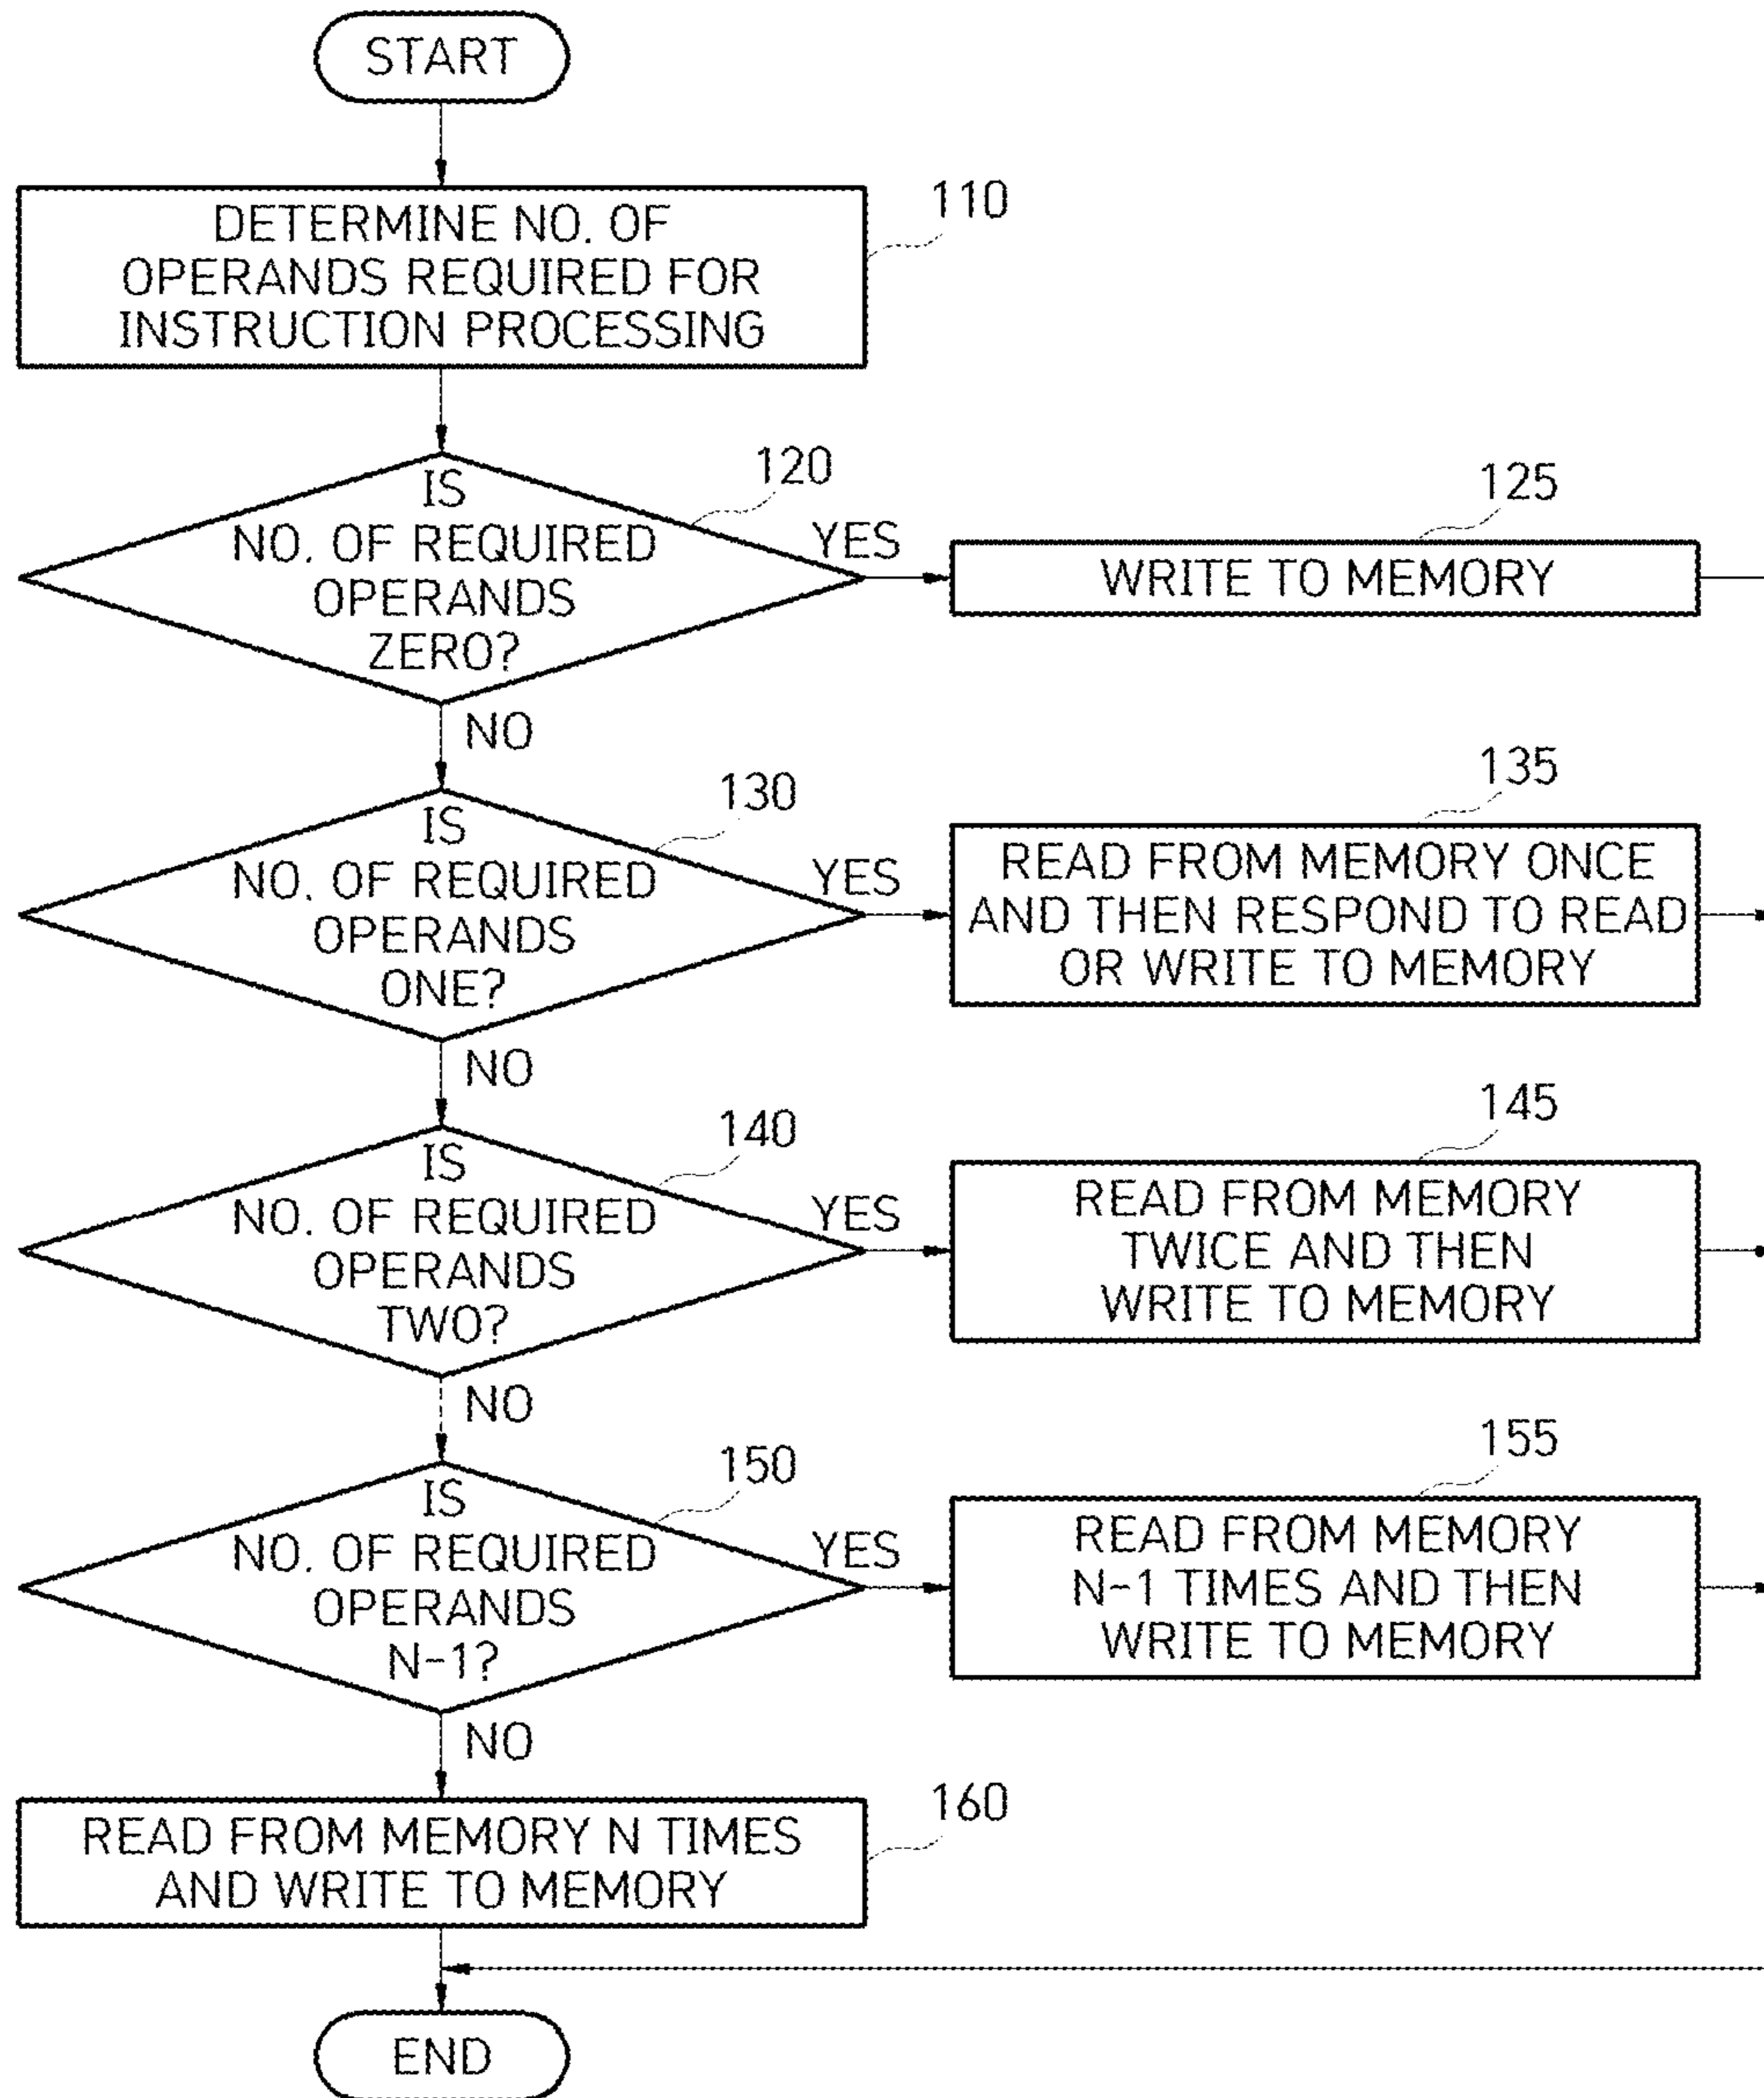 START
110
DETERMINE NO. OF
OPERANDS REQUIRED FOR
INSTRUCTION PROCESSING
120
IS
NO. OF REQUIRED
OPERANDS
ZERO?
YES
125
WRITE TO MEMORY
NO
130
IS
NO. OF REQUIRED
OPERANDS
ONE?
YES
135
READ FROM MEMORY ONCE
AND THEN RESPOND TO READ
OR WRITE TO MEMORY
NO
140
IS
NO. OF REQUIRED
OPERANDS
TWO?
YES
145
READ FROM MEMORY
TWICE AND THEN
WRITE TO MEMORY
NO
150
IS
NO. OF REQUIRED
OPERANDS
N-1?
YES
155
READ FROM MEMORY
N-1 TIMES AND THEN
WRITE TO MEMORY
NO
160
READ FROM MEMORY N TIMES
AND WRITE TO MEMORY
END